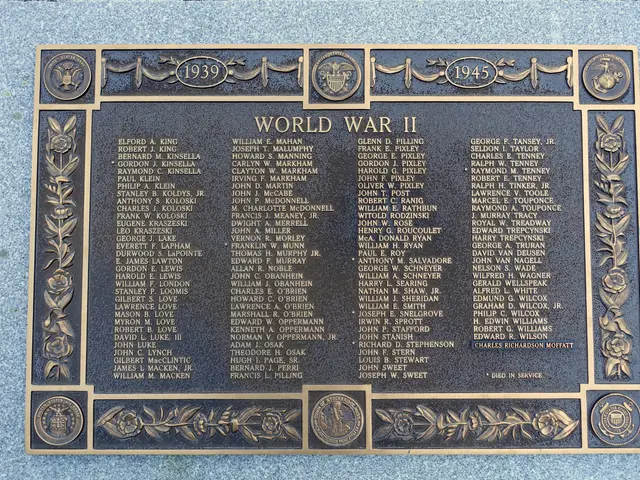 1939
1945
WORLD WAR II
ELFORD A. KING
ROBERT J. KING
BERNARD M. KINSELLA
* GORDON J. KINSELLA
RAYMOND C. KINSELLA
PAUL KLEIN
PHILIP A. KLEIN
STANLEY B. KOLDYS, JR.
ANTHONY S. KOLOSKI
CHARLES J. KOLOSKI
FRANK W. KOLOSKI
EUGENE KRASZESKI
LEO KRASZESKI
GEORGE J. LAKE
EVERETT F. LAPHAM
DURWOOD S. LaPOINTE
E. JAMES LAWTON
GORDON E. LEWIS
HAROLD E. LEWIS
WILLIAM F. LONDON
STANLEY P. LOOMIS
GILBERT S. LOVE
LAWRENCE LOVE
MASON B. LOVE
MYRON M. LOVE
ROBERT B. LOVE
DAVID L. LUKE, III
JOHN LUKE
JOHN C. LYNCH
GILBERT MacCLINTIC
JAMES L. MACKEN, JR.
WILLIAM M. MACKEN
WILLIAM E. MAHAN
JOSEPH T. MALUMPHY
HOWARD S. MANNING
CARLYN W. MARKHAM
CLAYTON W. MARKHAM
IRVING F. MARKHAM
JOHN D. MARTIN
JOHN J. McCABE
JOHN P. McDONNELL
M. CHARLOTTE McDONNELL
FRANCIS J. MEANEY, JR.
DWIGHT A. MERRELL
JOHN A. MILLER
VERNON R. MORLEY
* FRANKLIN W. MUNN
THOMAS H. MURPHY JR.
EDWARD F. MURRAY
ALLAN R. NOBLE
JOHN C. OBANHEIN
WILLIAM J. OBANHEIN
CHARLES E. O'BRIEN
HOWARD C. O'BRIEN
LAWRENCE A. O'BRIEN
MARSHALL R. O'BRIEN
EDWARD W. OPPERMANN
KENNETH A. OPPERMANN
NORMAN V. OPPERMANN, JR.
ADAM J. OSAK
THEODORE H. OSAK
HUGH J. PAGE, SR.
BERNARD J. PERRI
FRANCIS L. PILLING
GLENN D. PILLING
FRANK E. PIXLEY
GEORGE E. PIXLEY
GORDON J. PIXLEY
HAROLD G. PIXLEY
JOHN F. PIXLEY
OLIVER W. PIXLEY
JOHN T. POST
ROBERT C. RANIG
WILLIAM E. RATHBUN
WITOLD RODZINSKI
JOHN W. ROSE
HENRY G. ROUCOULET
McA. DONALD RYAN
WILLIAM H. RYAN
PAUL E. ROY
ANTHONY M. SALVADORE
GEORGE W. SCHNEYER
WILLIAM A. SCHNEYER
HARRY L. SEARING
NATHAN M. SHAW, JR.
WILLIAM J. SHERIDAN
WILLIAM E. SMITH
* JOSEPH E. SNELGROVE
IRWIN R. SPROTT
JOHN P. STAFFORD
JOHN STANISH
* RICHARD D. STEPHENSON
JOHN F. STERN
LOUIS B. STEWART
JOHN SWEET
JOSEPH W. SWEET
GEORGE F. TANSEY, JR.
SELDON I. TAYLOR
CHARLES E. TENNEY
RALPH W. TENNEY
* RAYMOND M. TENNEY
ROBERT E. TENNEY
RALPH H. TINKER, JR
LAWRENCE V. TOOLE
MARCEL E. TOUPONCE
RAYMOND A. TOUPONCE
J. MURRAY TRACY
ROYAL W. TREADWAY
EDWARD TREPCYNSKI
HARRY TREPCYNSKI
GEORGE A. TRURAN
DAVID VAN DEUSEN
JOHN VAN NAGELL
NELSON S. WADE
WILFRED H. WAGNER
GERALD WELLSPEAK
ALFRED L. WHITE
EDMUND G. WILCOX
GRAHAM D. WILCOX, JR
PHILIP C. WILCOX
H. EDWIN WILLIAMS
ROBERT G. WILLIAMS
EDWARD R. WILSON
CHARLES RICHARDSON MOFFATT
* DIED IN SERVICE